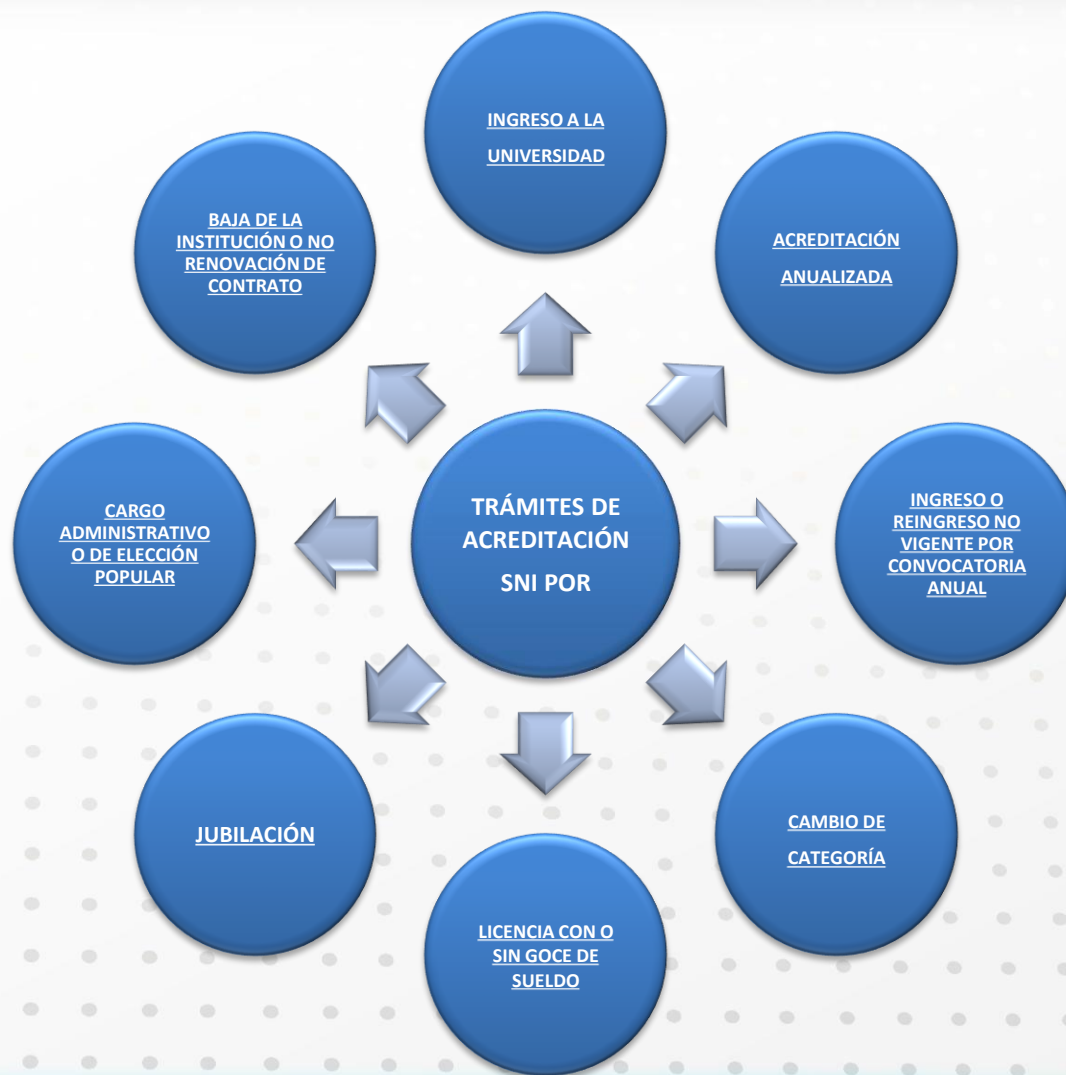 INGRESO A LA
UNIVERSIDAD
ACREDITACIÓN
ANUALIZADA
INGRESO O
REINGRESO NO
VIGENTE POR
CONVOCATORIA
ANUAL
CAMBIO DE
CATEGORÍA
LICENCIA CON O
SIN GOCE DE
SUELDO
JUBILACIÓN
CARGO
ADMINISTRATIVO
O DE ELECCIÓN
POPULAR
BAJA DE LA
INSTITUCIÓN O NO
RENOVACIÓN DE
CONTRATO
TRÁMITES DE
ACREDITACIÓN
SNI POR